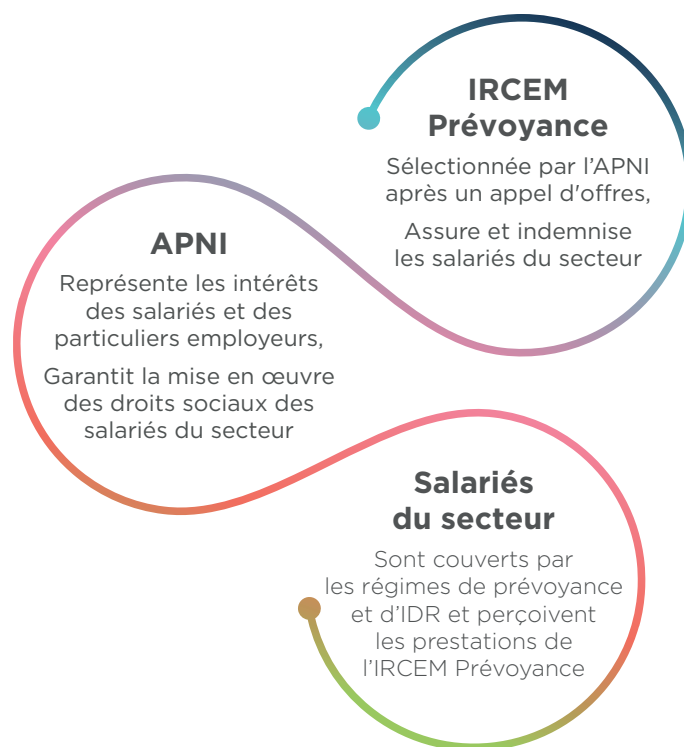 IRCEM
Prévoyance
Sélectionnée par l’APNI
après un appel d'offres,
Assure et indemnise
les salariés du secteur
APNI
Représente les intérêts
des salariés et des
particuliers employeurs,
Garantit la mise en œuvre
des droits sociaux des
salariés du secteur
Salariés
du secteur
Sont couverts par
les régimes de prévoyance
et d’IDR et perçoivent
les prestations de
l’IRCEM Prévoyance